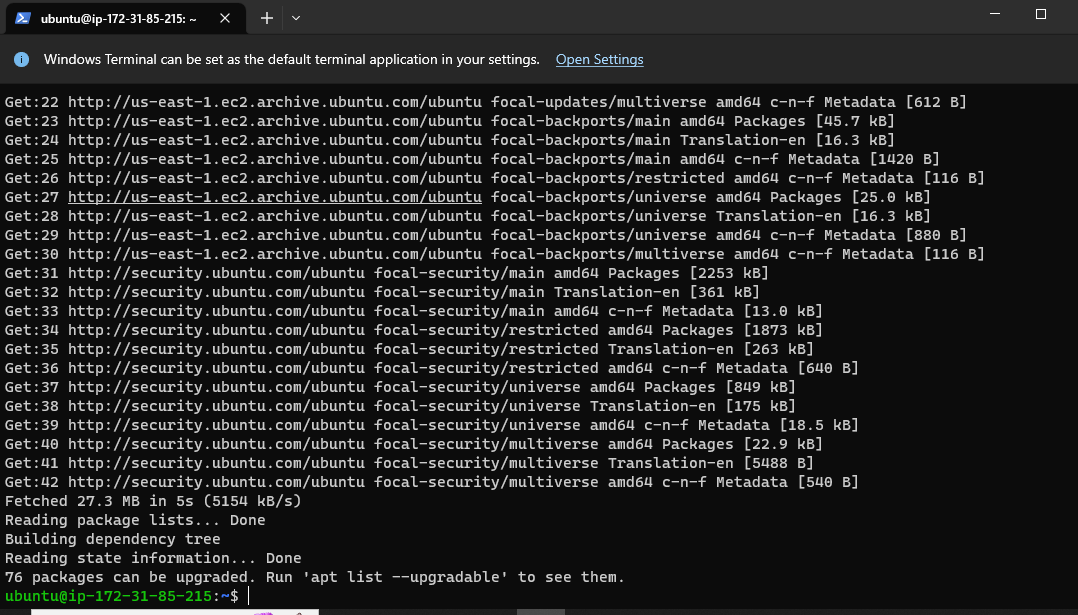 ubuntu@ip-172-31-85-215: ~
Windows Terminal can be set as the default terminal application in your settings. Open Settings
Get:22 http://us-east-1.ec2.archive.ubuntu.com/ubuntu focal-updates/multiverse amd64 c-n-f Metadata [612 B]
Get:23 http://us-east-1.ec2.archive.ubuntu.com/ubuntu focal-backports/main amd64 Packages [45.7 kB]
Get:24 http://us-east-1.ec2.archive.ubuntu.com/ubuntu focal-backports/main Translation-en [16.3 kB]
Get:25 http://us-east-1.ec2.archive.ubuntu.com/ubuntu focal-backports/main amd64 c-n-f Metadata [1420 B]
Get:26 http://us-east-1.ec2.archive.ubuntu.com/ubuntu focal-backports/restricted amd64 c-n-f Metadata [116 B]
Get:27 http://us-east-1.ec2.archive.ubuntu.com/ubuntu focal-backports/universe amd64 Packages [25.0 kB]
Get:28 http://us-east-1.ec2.archive.ubuntu.com/ubuntu focal-backports/universe Translation-en [16.3 kB]
Get:29 http://us-east-1.ec2.archive.ubuntu.com/ubuntu focal-backports/universe amd64 c-n-f Metadata [880 B]
Get:30 http://us-east-1.ec2.archive.ubuntu.com/ubuntu focal-backports/multiverse amd64 c-n-f Metadata [116 B]
Get:31 http://security.ubuntu.com/ubuntu focal-security/main amd64 Packages [2253 kB]
Get:32 http://security.ubuntu.com/ubuntu focal-security/main Translation-en [361 kB]
Get:33 http://security.ubuntu.com/ubuntu focal-security/main amd64 c-n-f Metadata [13.0 kB]
Get:34 http://security.ubuntu.com/ubuntu focal-security/restricted amd64 Packages [1873 kB]
Get:35 http://security.ubuntu.com/ubuntu focal-security/restricted Translation-en [263 kB]
Get:36 http://security.ubuntu.com/ubuntu focal-security/restricted amd64 c-n-f Metadata [640 B]
Get:37 http://security.ubuntu.com/ubuntu focal-security/universe amd64 Packages [849 kB]
Get:38 http://security.ubuntu.com/ubuntu focal-security/universe Translation-en [175 kB]
Get:39 http://security.ubuntu.com/ubuntu focal-security/universe amd64 c-n-f Metadata [18.5 kB]
Get:40 http://security.ubuntu.com/ubuntu focal-security/multiverse amd64 Packages [22.9 kB]
Get:41 http://security.ubuntu.com/ubuntu focal-security/multiverse Translation-en [5488 B]
Get:42 http://security.ubuntu.com/ubuntu focal-security/multiverse amd64 c-n-f Metadata [540 B]
Fetched 27.3 MB in 5s (5154 kB/s)
Reading package lists... Done
Building dependency tree
Reading state information... Done
76 packages can be upgraded. Run 'apt list --upgradable' to see them.
ubuntu@ip-172-31-85-215:~$